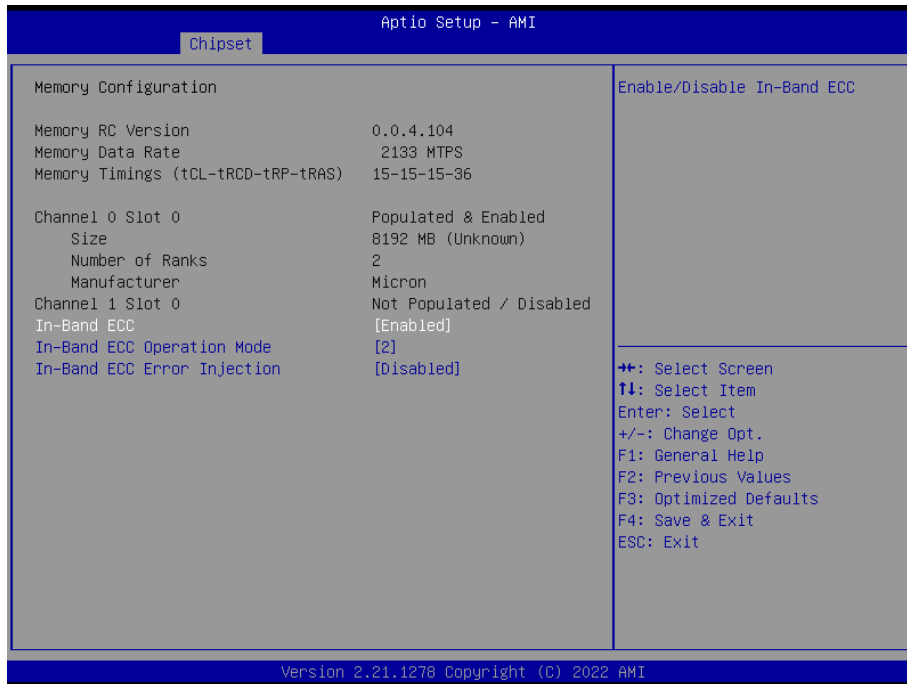 Aptio Setup – AMI
Chipset
Memory Configuration
Memory RC Version 0.0.4.104
Memory Data Rate 2133 MTPS
Memory Timings (tCL-tRCD-tRP-tRAS) 15-15-15-36
Channel 0 Slot 0 Populated & Enabled
Size 8192 MB (Unknown)
Number of Ranks 2
Manufacturer Micron
Channel 1 Slot 0 Not Populated / Disabled
In-Band ECC [Enabled]
In-Band ECC Operation Mode [2]
In-Band ECC Error Injection [Disabled]
Enable/Disable In-Band ECC
→←: Select Screen
↑↓: Select Item
Enter: Select
+/-: Change Opt.
F1: General Help
F2: Previous Values
F3: Optimized Defaults
F4: Save & Exit
ESC: Exit
Version 2.21.1278 Copyright (C) 2022 AMI